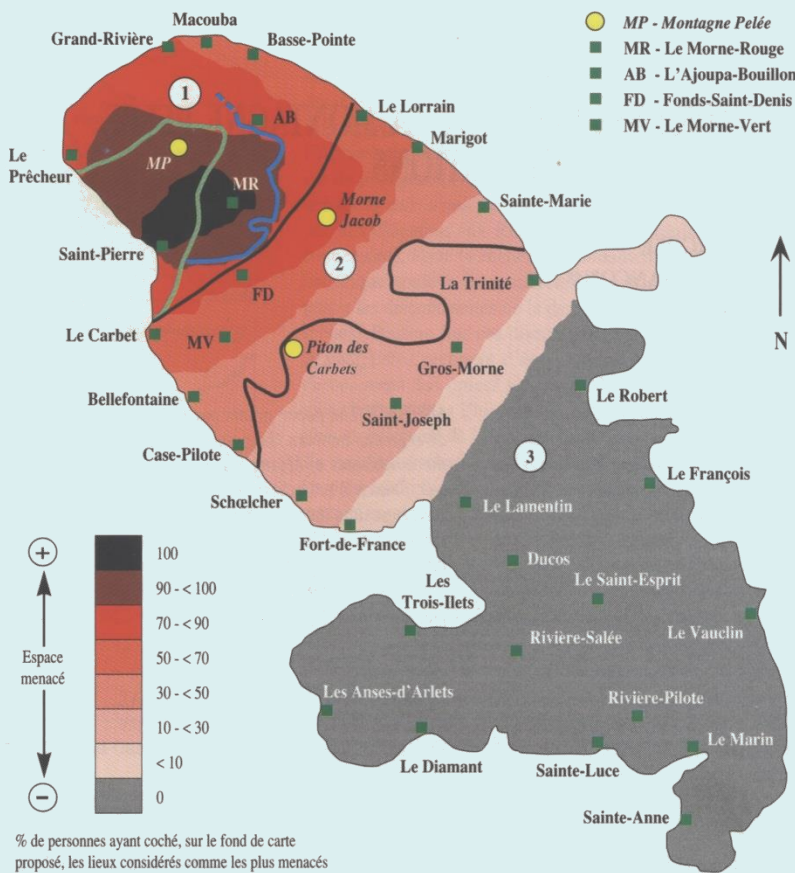 Macouba
Grand-Rivière
Basse-Pointe
MP - Montagne Pelée
MR - Le Morne-Rouge
AB - L'Ajoupa-Bouillon
FD - Fonds-Saint-Denis
MV - Le Morne-Vert
1
AB
Le Lorrain
Marigot
Le
Prêcheur
MP
MR
Morne
Jacob
Sainte-Marie
Saint-Pierre
2
FD
La Trinité
N
Le Carbet
MV
Piton des
Carbets
Gros-Morne
Bellefontaine
Saint-Joseph
Le Robert
Case-Pilote
3
Le François
Schœlcher
Le Lamentin
Fort-de-France
+
Espace
menacé
−
100
90 - < 100
70 - < 90
50 - < 70
30 - < 50
10 - < 30
< 10
0
Ducos
Les
Trois-Ilets
Le Saint-Esprit
Le Vauclin
Rivière-Salée
Les Anses-d'Arlets
Rivière-Pilote
Le Diamant
Sainte-Luce
Le Marin
Sainte-Anne
% de personnes ayant coché, sur le fond de carte
proposé, les lieux considérés comme les plus menacés